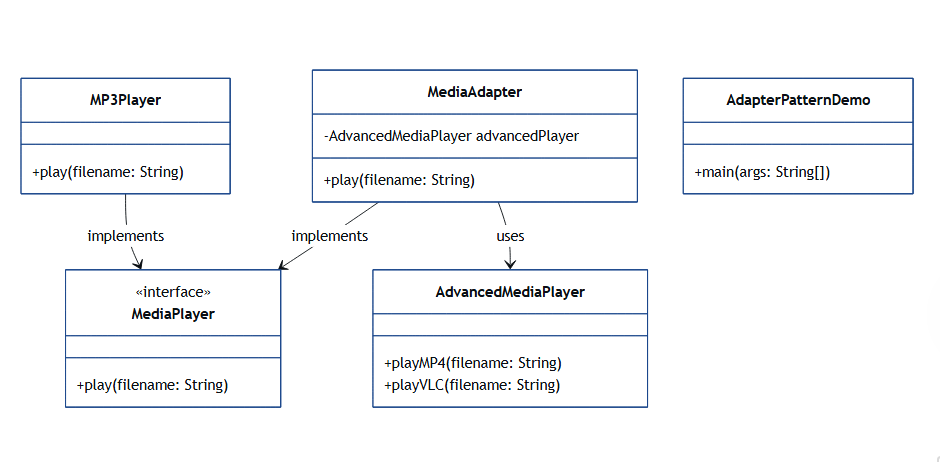 MP3Player
+play(filename: String)
MediaAdapter
-AdvancedMediaPlayer advancedPlayer
+play(filename: String)
AdapterPatternDemo
+main(args: String[])
implements
implements
uses
«interface»
MediaPlayer
+play(filename: String)
AdvancedMediaPlayer
+playMP4(filename: String)
+playVLC(filename: String)